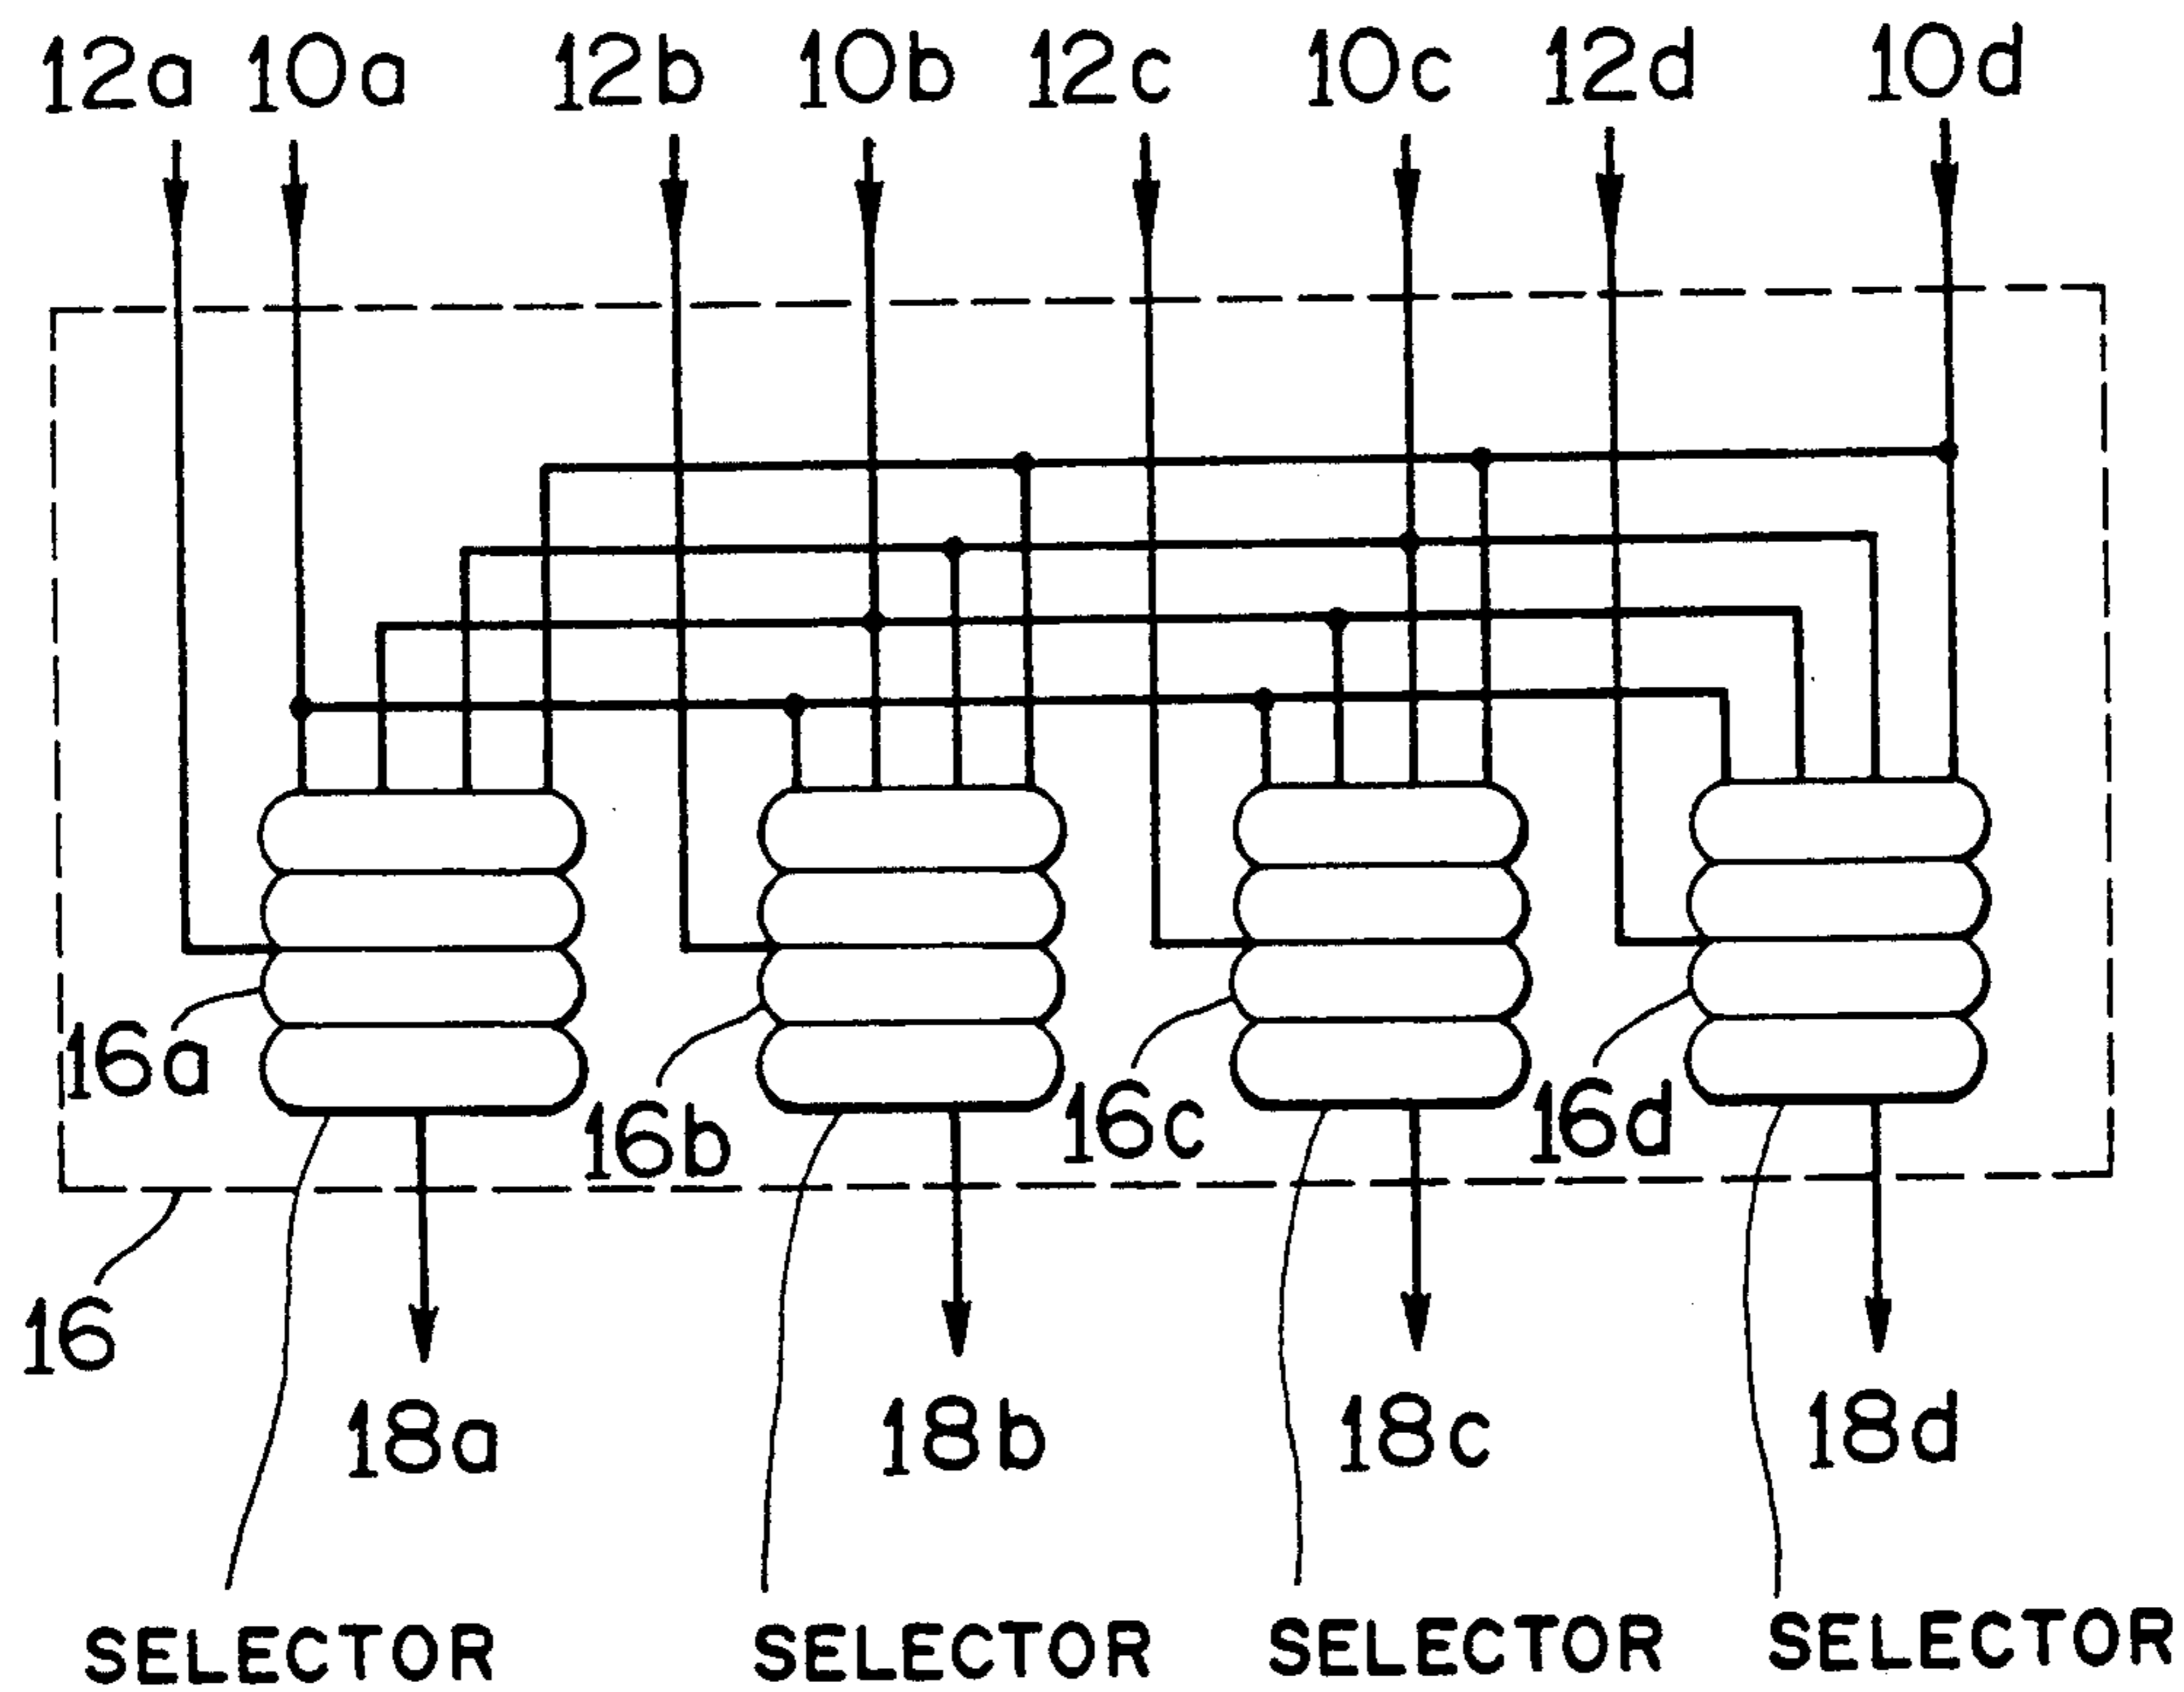 12a 10a 12b 10b 12c 10c 12d 10d
16a
16b 16c 16d
16
18a 18b 18c 18d
SELECTOR SELECTOR SELECTOR SELECTOR